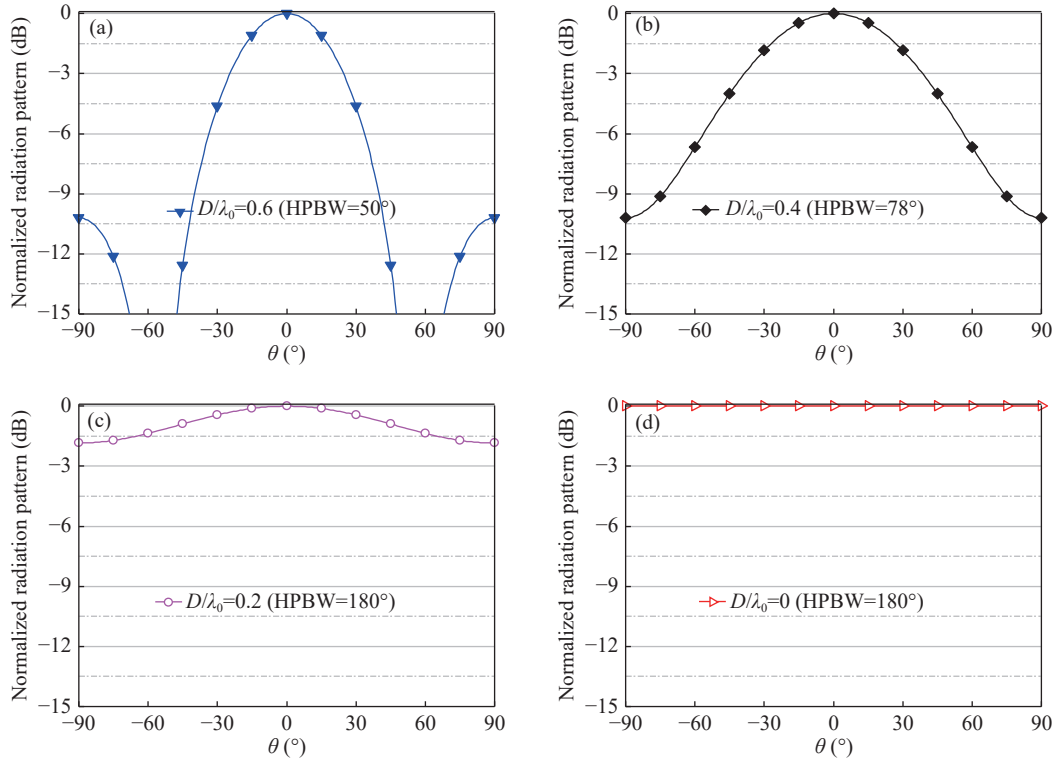 (a)
Normalized radiation pattern (dB)
0
−3
−6
−9
−12
−15
D/λ₀=0.6 (HPBW=50°)
−90 −60 −30 0 30 60 90
θ (°)
(b)
Normalized radiation pattern (dB)
0
−3
−6
−9
−12
−15
D/λ₀=0.4 (HPBW=78°)
−90 −60 −30 0 30 60 90
θ (°)
(c)
Normalized radiation pattern (dB)
0
−3
−6
−9
−12
−15
D/λ₀=0.2 (HPBW=180°)
−90 −60 −30 0 30 60 90
θ (°)
(d)
Normalized radiation pattern (dB)
0
−3
−6
−9
−12
−15
D/λ₀=0 (HPBW=180°)
−90 −60 −30 0 30 60 90
θ (°)